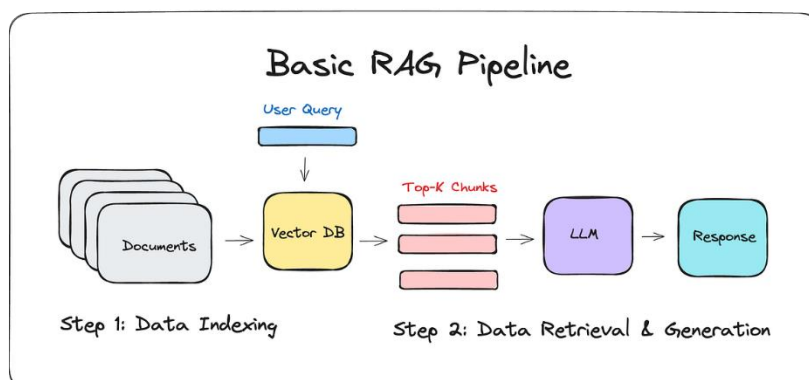 Basic RAG Pipeline
User Query
Top-K Chunks
Documents
Vector DB
LLM
Response
Step 1: Data Indexing
Step 2: Data Retrieval & Generation